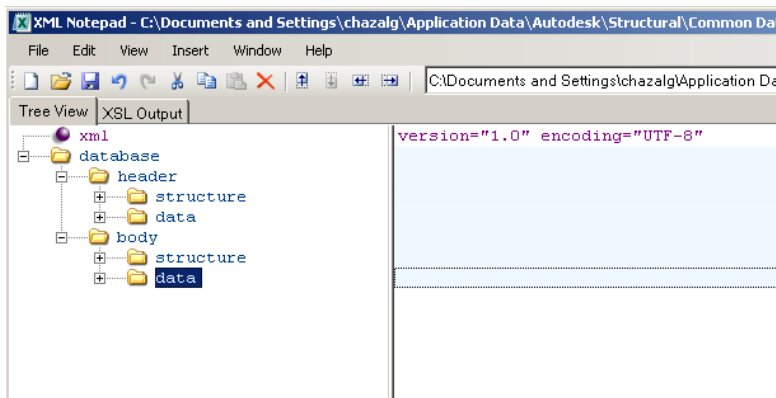 XML Notepad - C:\Documents and Settings\chazalg\Application Data\Autodesk\Structural\Common Da
File Edit View Insert Window Help
C:\Documents and Settings\chazalg\Application Da
Tree View XSL Output
xml version="1.0" encoding="UTF-8"
database
header
structure
data
body
structure
data